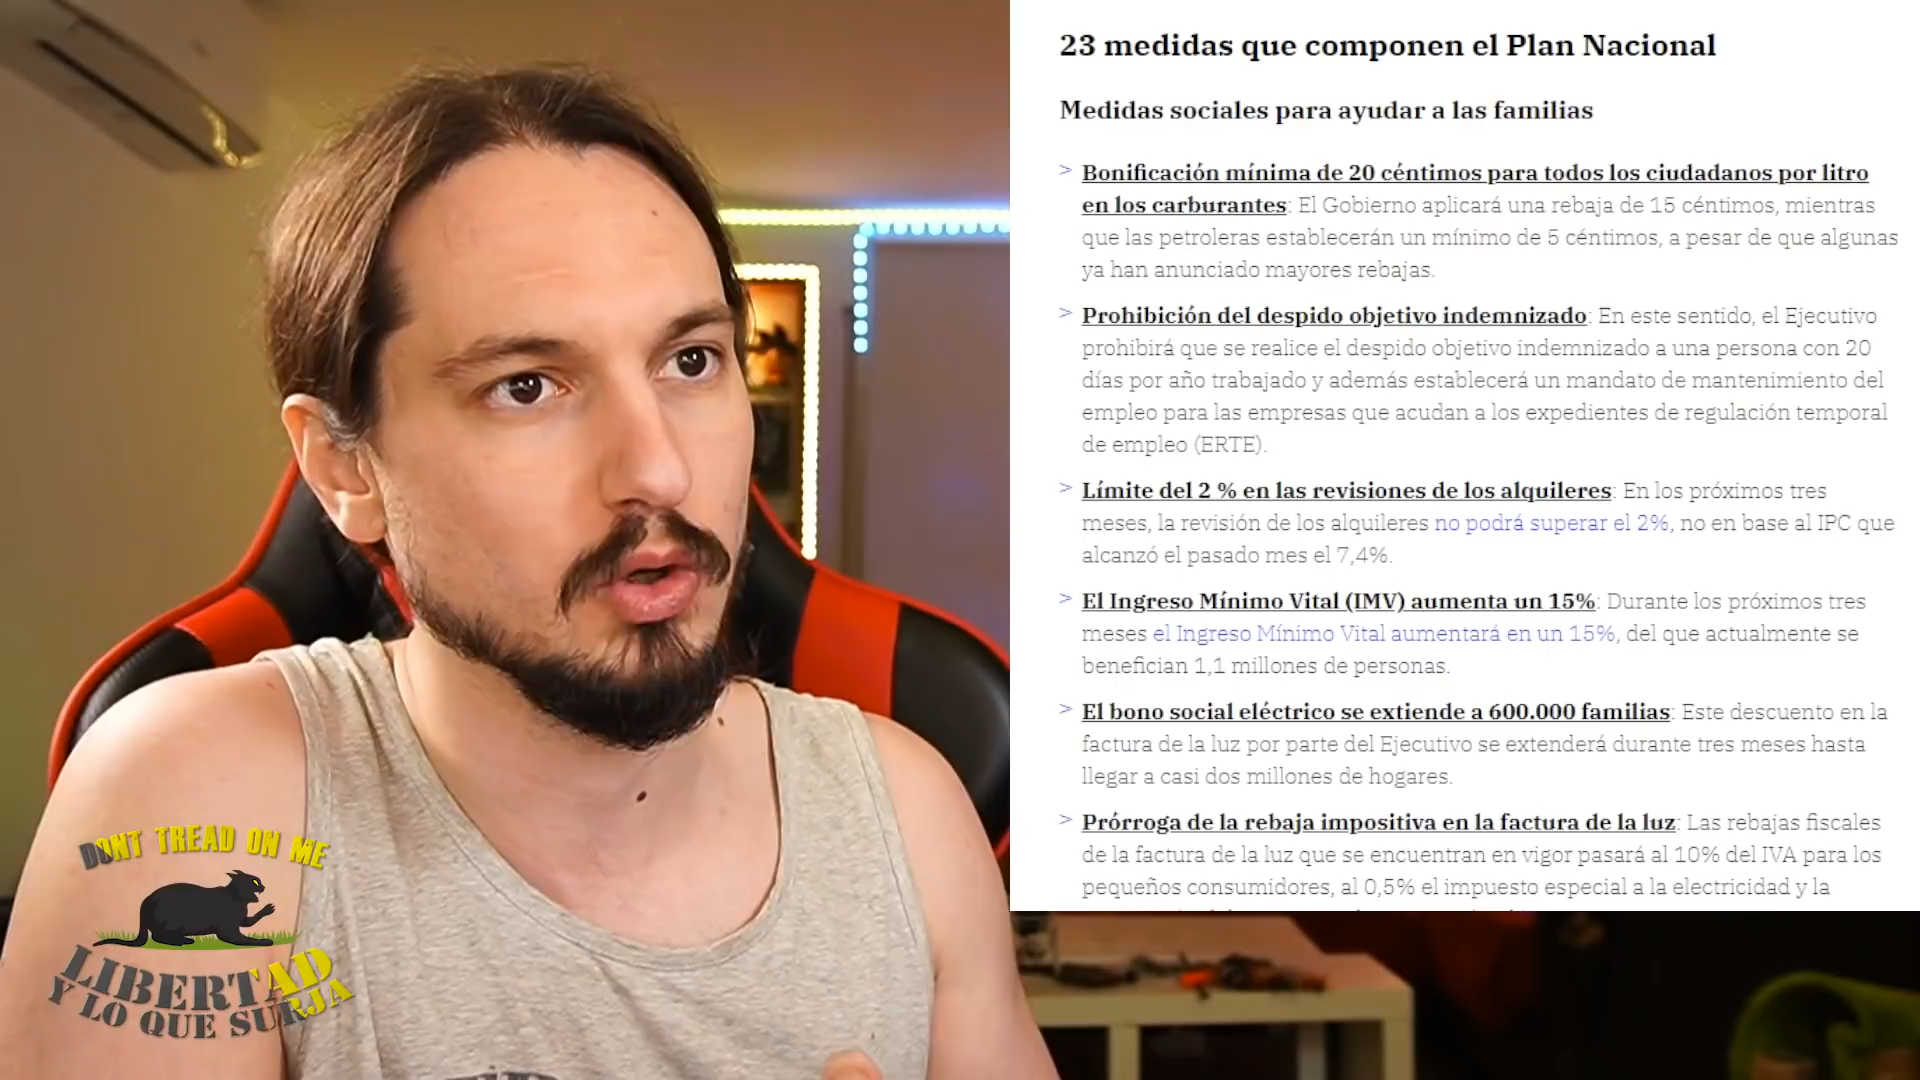 23 medidas que componen el Plan Nacional
Medidas sociales para ayudar a las familias
> Bonificación mínima de 20 céntimos para todos los ciudadanos por litro
en los carburantes: El Gobierno aplicará una rebaja de 15 céntimos, mientras
que las petroleras establecerán un mínimo de 5 céntimos, a pesar de que algunas
ya han anunciado mayores rebajas.
> Prohibición del despido objetivo indemnizado: En este sentido, el Ejecutivo
prohibirá que se realice el despido objetivo indemnizado a una persona con 20
días por año trabajado y además establecerá un mandato de mantenimiento del
empleo para las empresas que acudan a los expedientes de regulación temporal
de empleo (ERTE).
> Límite del 2 % en las revisiones de los alquileres: En los próximos tres
meses, la revisión de los alquileres no podrá superar el 2%, no en base al IPC que
alcanzó el pasado mes el 7,4%.
> El Ingreso Mínimo Vital (IMV) aumenta un 15%: Durante los próximos tres
meses el Ingreso Mínimo Vital aumentará en un 15%, del que actualmente se
benefician 1,1 millones de personas.
> El bono social eléctrico se extiende a 600.000 familias: Este descuento en la
factura de la luz por parte del Ejecutivo se extenderá durante tres meses hasta
llegar a casi dos millones de hogares.
> Prórroga de la rebaja impositiva en la factura de la luz: Las rebajas fiscales
de la factura de la luz que se encuentran en vigor pasará al 10% del IVA para los
pequeños consumidores, al 0,5% el impuesto especial a la electricidad y la
DONT TREAD ON ME
LIBERTAD
Y LO QUE SURJA